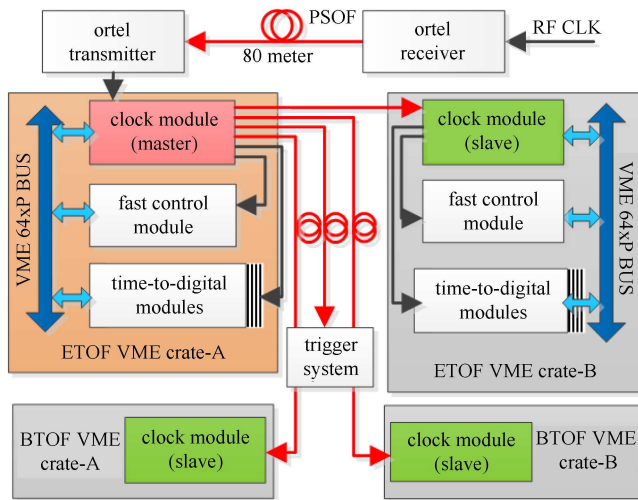 ortel
transmitter
PSOF
80 meter
ortel
receiver
RF CLK
VME 64xP BUS
clock module
(master)
fast control
module
time-to-digital
modules
ETOF VME crate-A
clock module
(slave)
fast control
module
time-to-digital
modules
VME 64xP BUS
ETOF VME crate-B
trigger
system
BTOF VME
crate-A
clock module
(slave)
clock module
(slave)
BTOF VME
crate-B